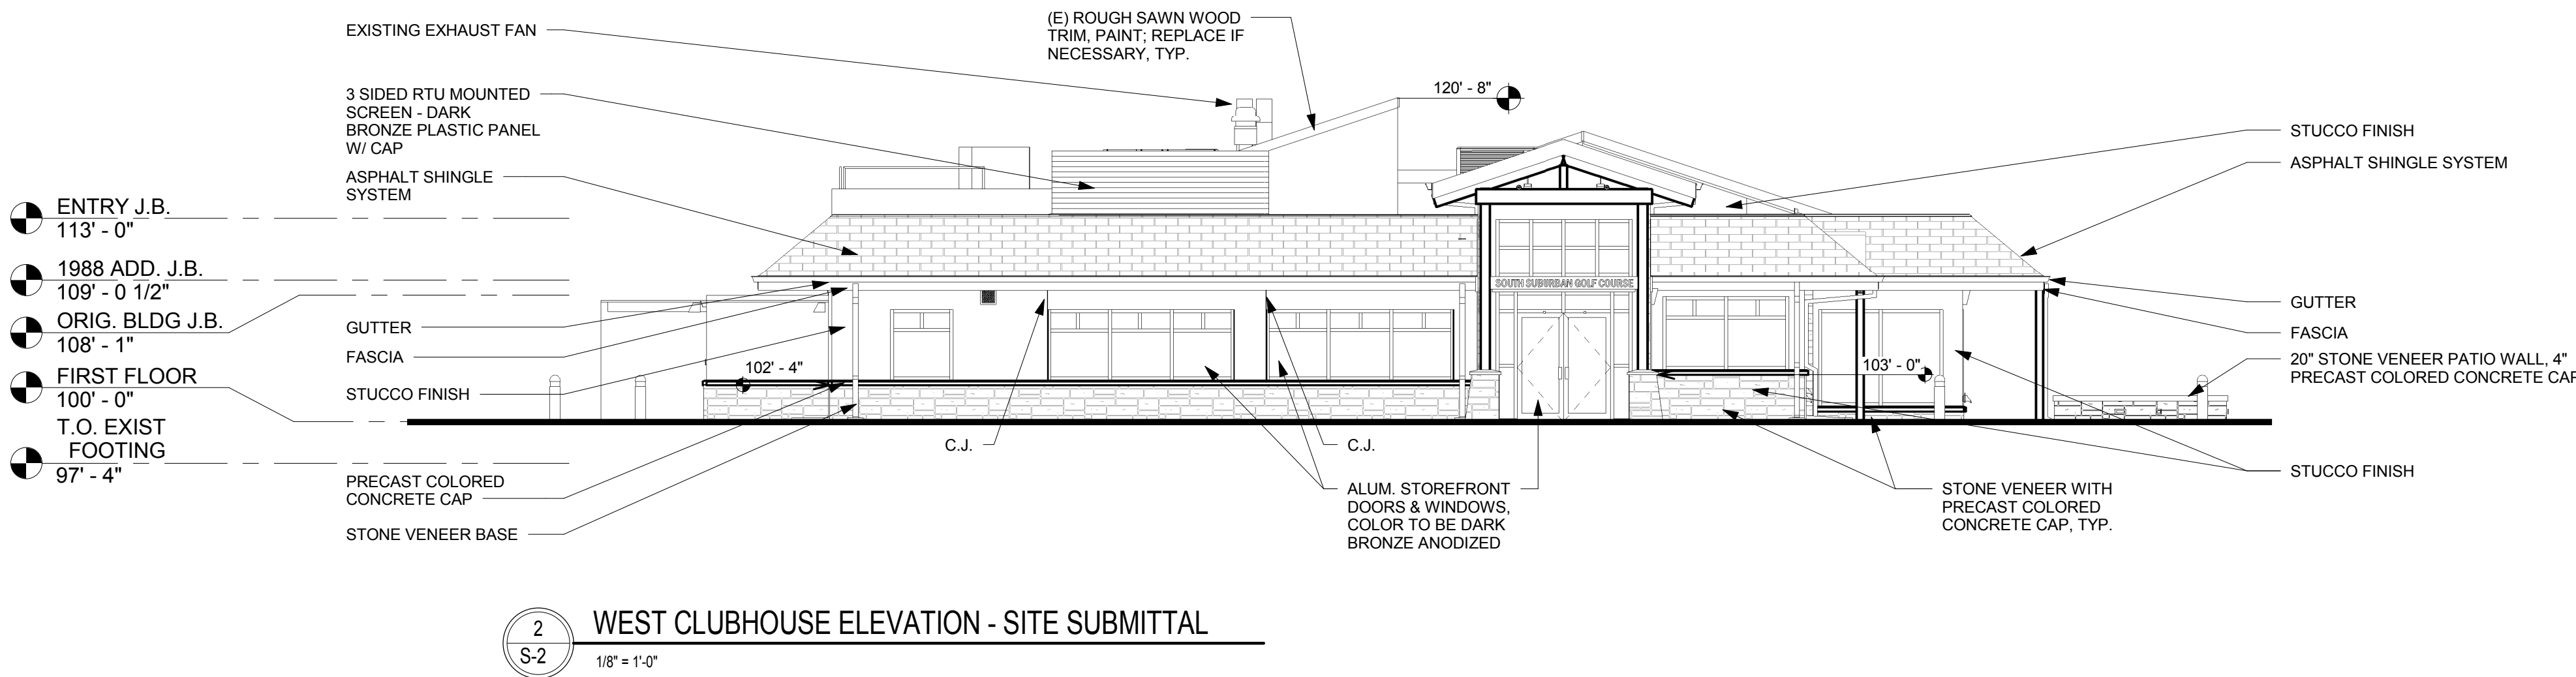 EXISTING EXHAUST FAN
3 SIDED RTU MOUNTED
SCREEN - DARK
BRONZE PLASTIC PANEL
W/ CAP
ASPHALT SHINGLE
SYSTEM
(E) ROUGH SAWN WOOD
TRIM, PAINT; REPLACE IF
NECESSARY, TYP.
120' - 8"
STUCCO FINISH
ASPHALT SHINGLE SYSTEM
ENTRY J.B.
113' - 0"
1988 ADD. J.B.
109' - 0 1/2"
ORIG. BLDG J.B.
108' - 1"
FIRST FLOOR
100' - 0"
T.O. EXIST
FOOTING
97' - 4"
GUTTER
FASCIA
STUCCO FINISH
PRECAST COLORED
CONCRETE CAP
STONE VENEER BASE
102' - 4"
SOUTH SUBURBAN GOLF COURSE
103' - 0"
GUTTER
FASCIA
20" STONE VENEER PATIO WALL, 4"
PRECAST COLORED CONCRETE CAP
C.J.
C.J.
ALUM. STOREFRONT
DOORS & WINDOWS,
COLOR TO BE DARK
BRONZE ANODIZED
STONE VENEER WITH
PRECAST COLORED
CONCRETE CAP, TYP.
STUCCO FINISH
2
S-2
WEST CLUBHOUSE ELEVATION - SITE SUBMITTAL
1/8" = 1'-0"